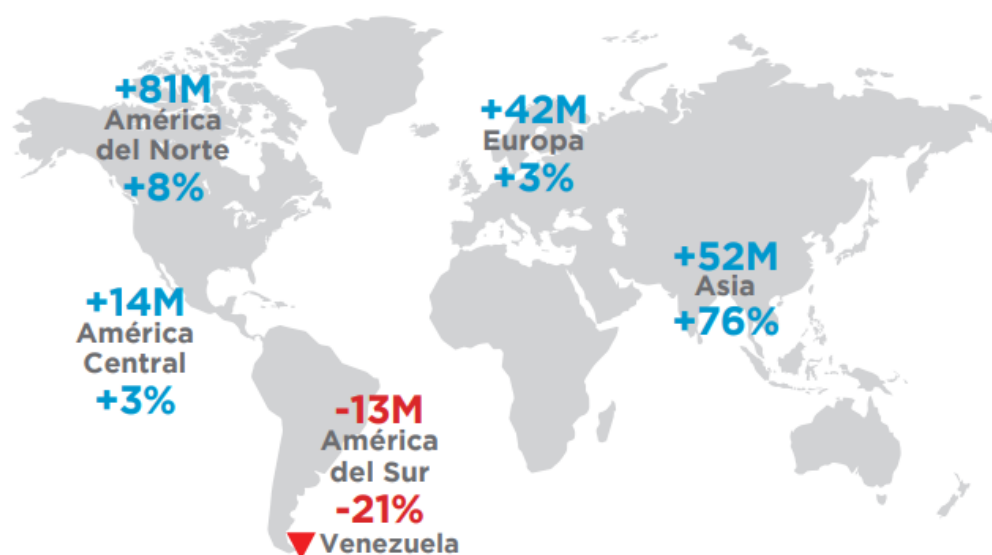 +81M
América
del Norte
+8%
+42M
Europa
+3%
+52M
Asia
+76%
+14M
América
Central
+3%
-13M
América
del Sur
-21%
Venezuela